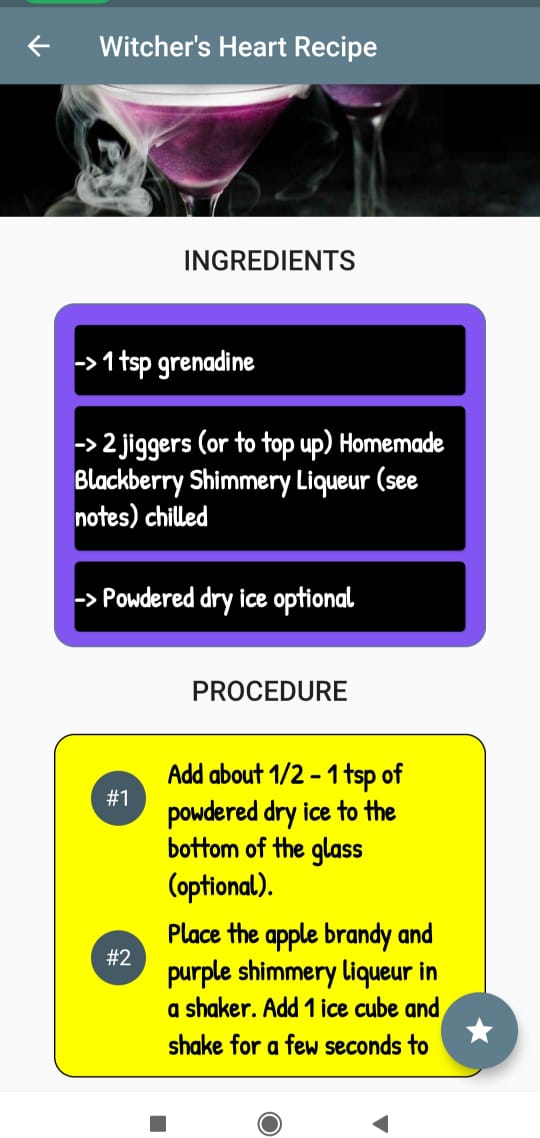 Witcher's Heart Recipe
INGREDIENTS
-> 1 tsp grenadine
-> 2 jiggers (or to top up) Homemade
Blackberry Shimmery Liqueur (see
notes) chilled
-> Powdered dry ice optional
PROCEDURE
#1
Add about 1/2 - 1 tsp of
powdered dry ice to the
bottom of the glass
(optional).
#2
Place the apple brandy and
purple shimmery liqueur in
a shaker. Add 1 ice cube and
shake for a few seconds to